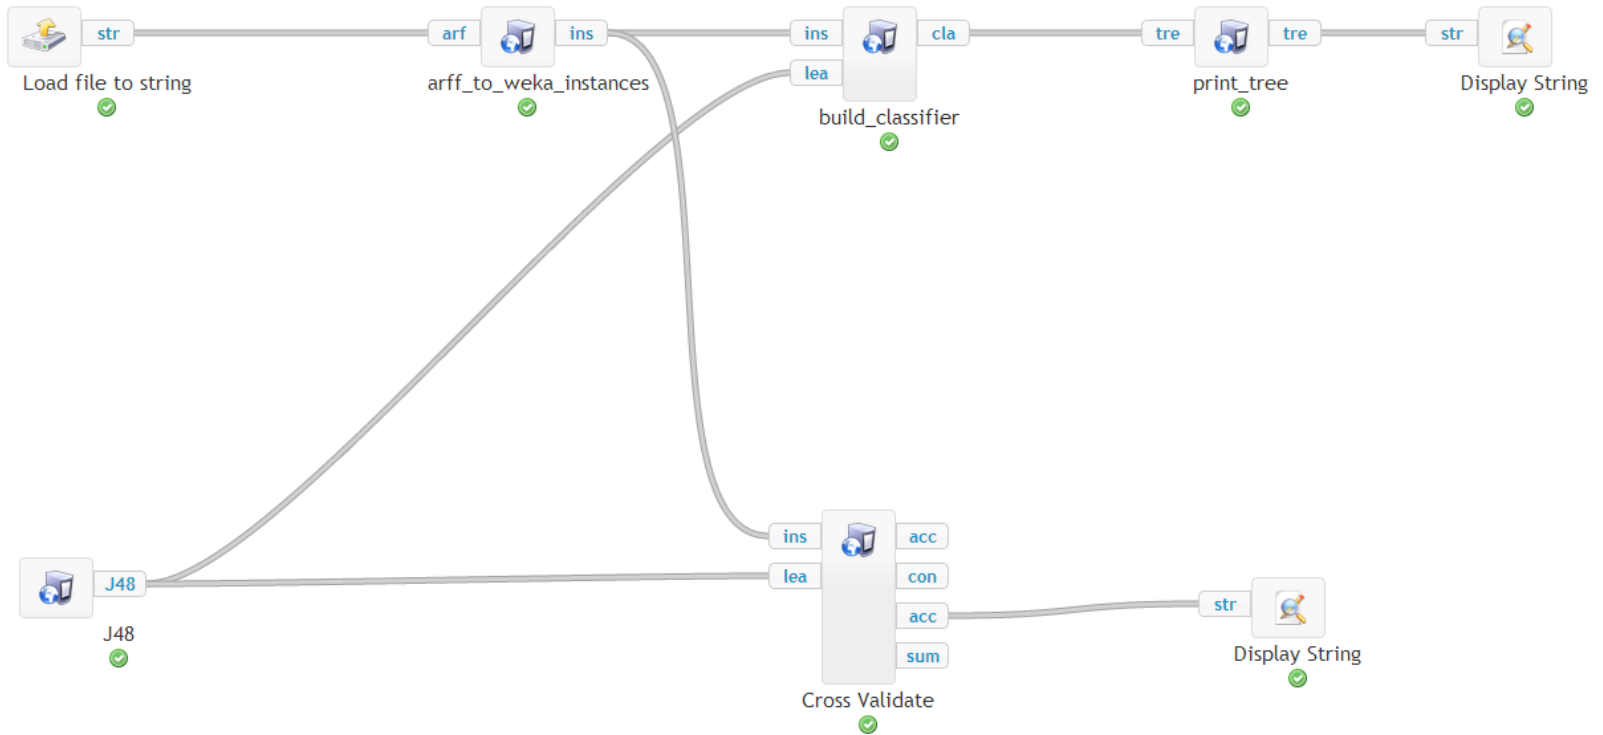 str
arf
ins
ins
cla
tre
tre
str
lea
Load file to string
arff_to_weka_instances
build_classifier
print_tree
Display String
ins
acc
J48
lea
con
acc
str
sum
J48
Cross Validate
Display String